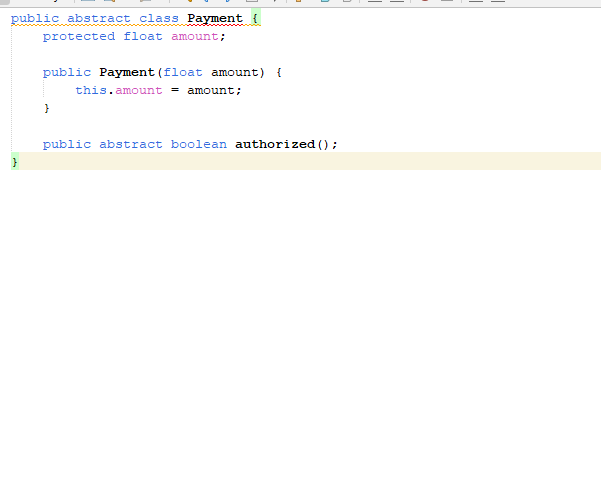 public abstract class Payment {
    protected float amount;
    public Payment(float amount) {
        this.amount = amount;
    }
    public abstract boolean authorized();
}